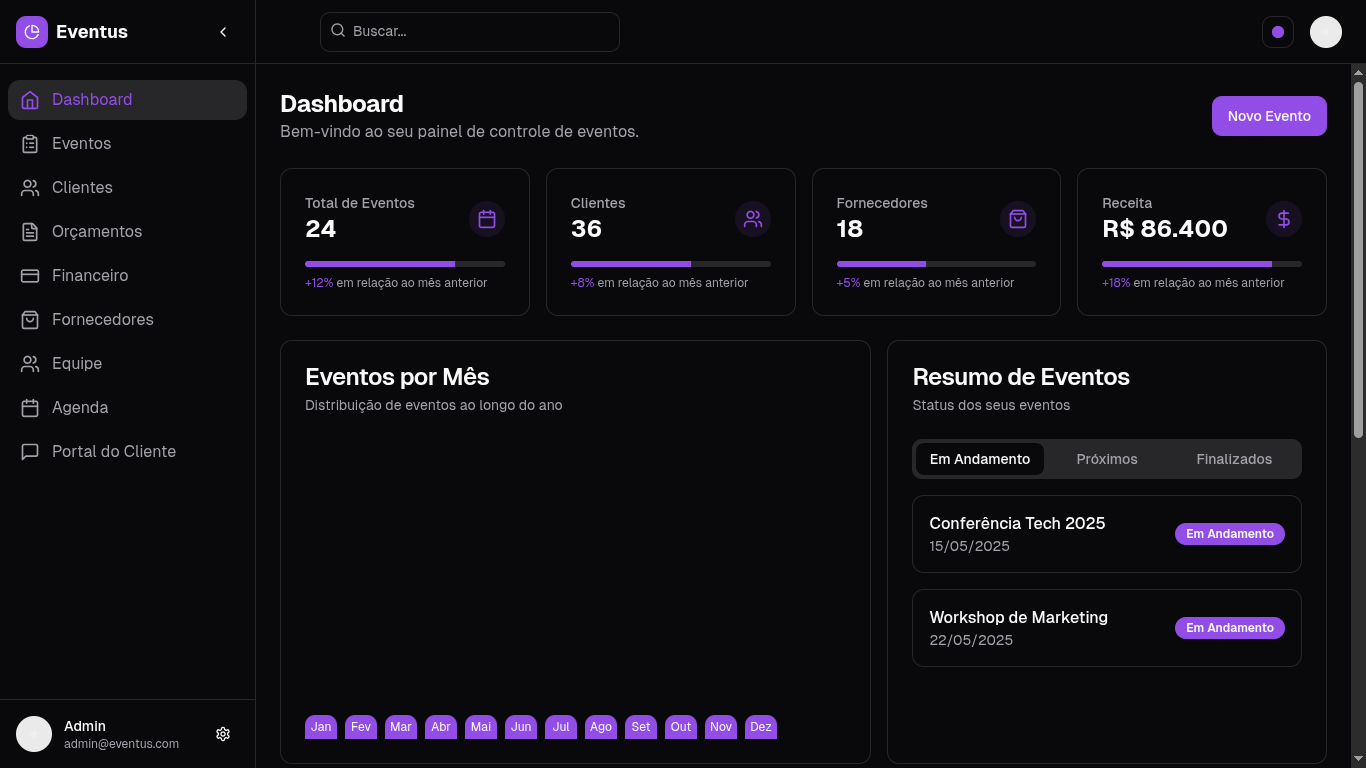 Eventus
Buscar...
Dashboard
Eventos
Clientes
Orçamentos
Financeiro
Fornecedores
Equipe
Agenda
Portal do Cliente
Admin
admin@eventus.com
Dashboard
Bem-vindo ao seu painel de controle de eventos.
Novo Evento
Total de Eventos
24
+12% em relação ao mês anterior
Clientes
36
+8% em relação ao mês anterior
Fornecedores
18
+5% em relação ao mês anterior
Receita
R$ 86.400
+18% em relação ao mês anterior
Eventos por Mês
Distribuição de eventos ao longo do ano
Jan Fev Mar Abr Mai Jun Jul Ago Set Out Nov Dez
Resumo de Eventos
Status dos seus eventos
Em Andamento Próximos Finalizados
Conferência Tech 2025
15/05/2025
Em Andamento
Workshop de Marketing
22/05/2025
Em Andamento